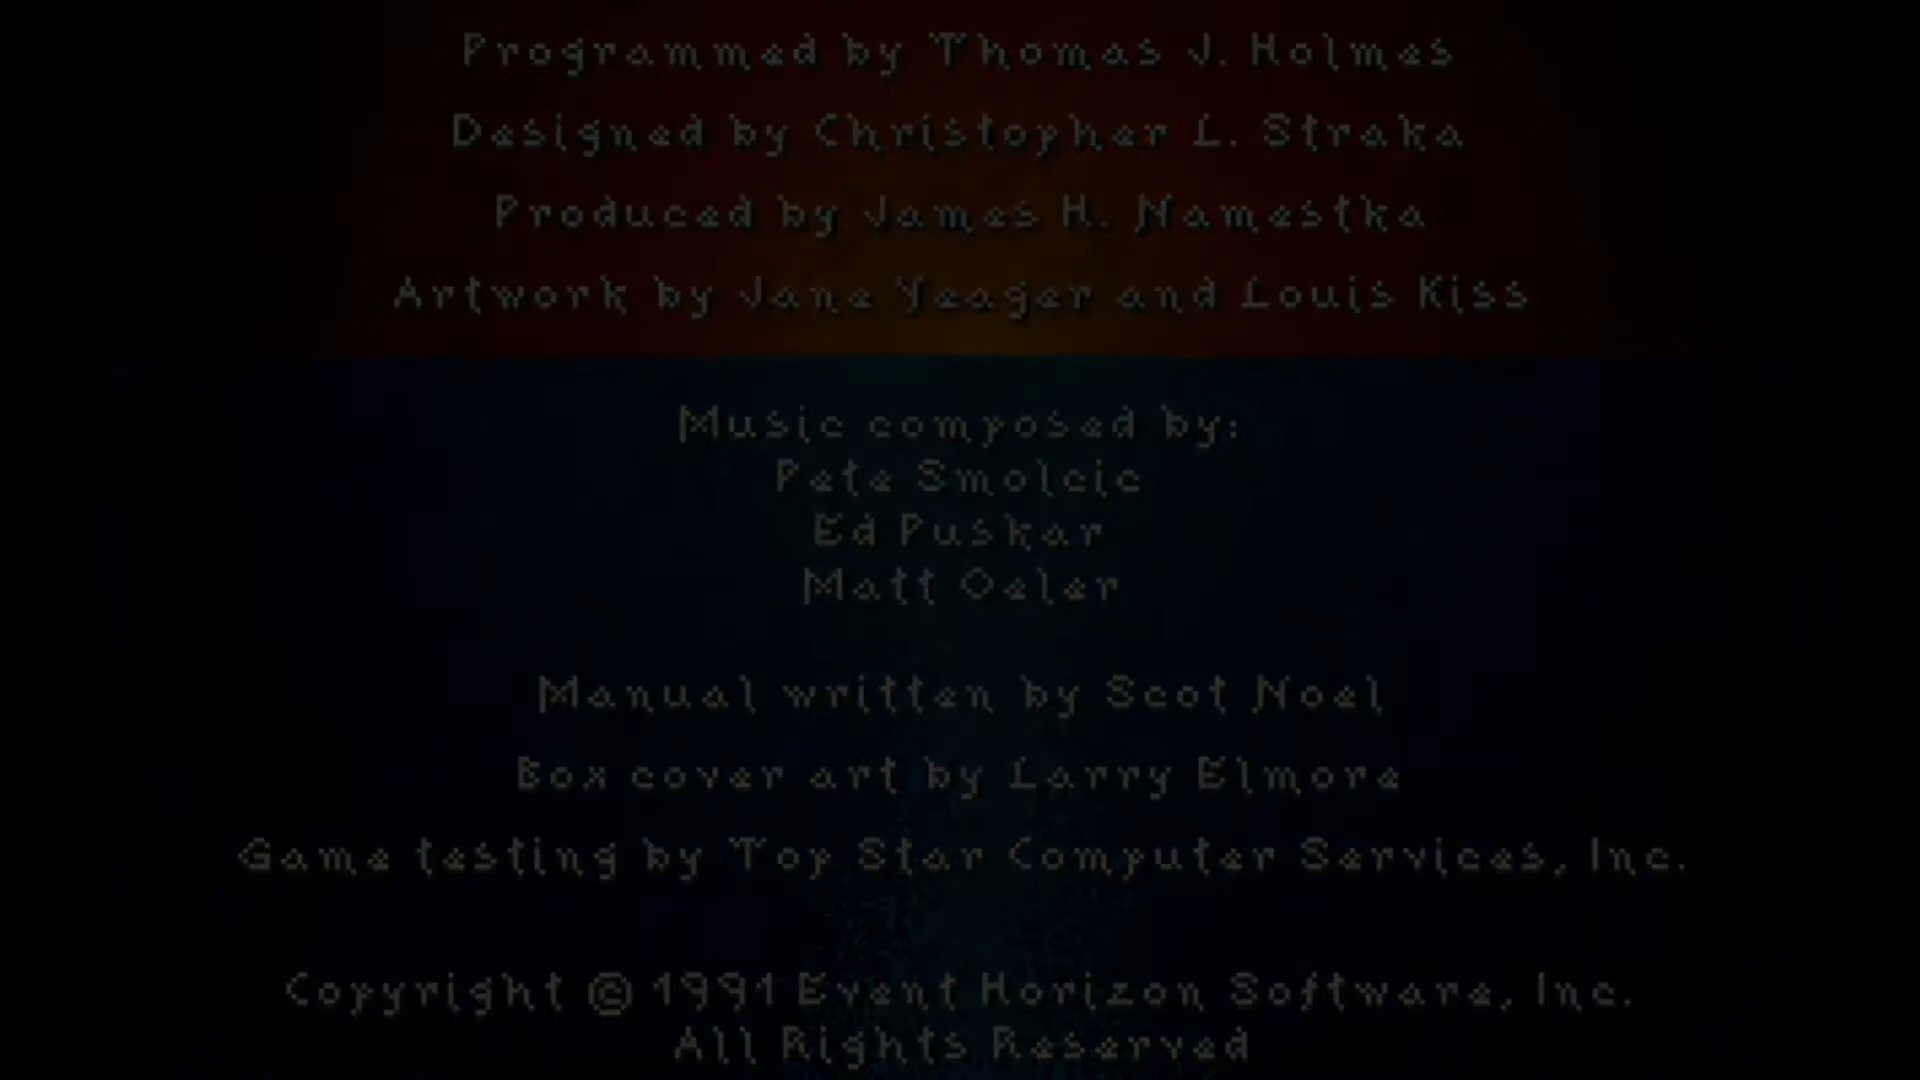 Programmed by Thomas J. Holmes
Designed by Christopher L. Straka
Produced by James H. Namestka
Artwork by Jane Yeager and Louis Kiss
Music composed by:
Pete Smolcic
Ed Puskar
Matt Oeler
Manual written by Scot Noel
Box cover art by Larry Elmore
Game testing by Top Star Computer Services, Inc.
Copyright © 1991 Event Horizon Software, Inc.
All Rights Reserved